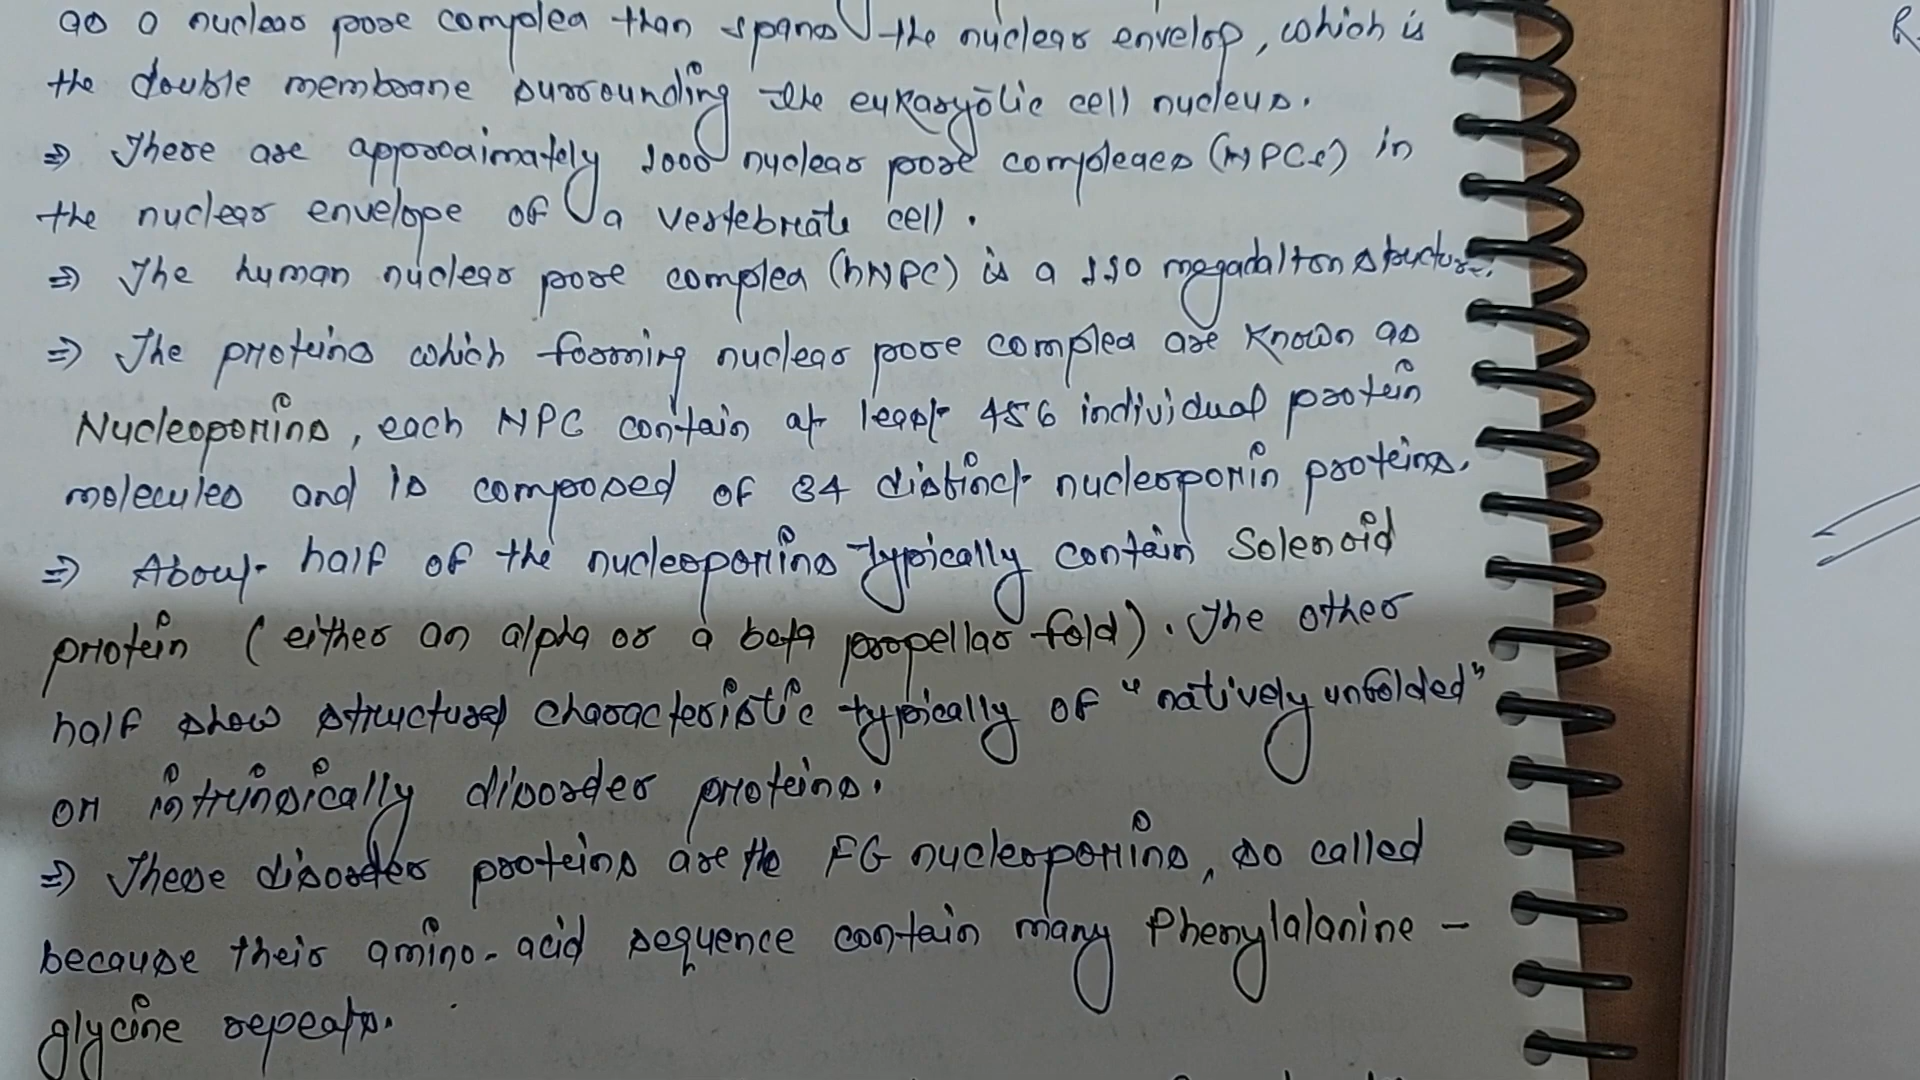 as a nuclear pore complex than spans the nuclear envelop, which is
the double membrane surrounding the eukaryotic cell nucleus.
⇒ There are approximately 1000 nuclear pore complexes (NPCs) in
the nuclear envelope of a vertebrate cell.
⇒ The human nuclear pore complex (hNPC) is a 110 megadalton structure.
⇒ The proteins which forming nuclear pore complex are known as
Nucleoporins, each NPC contain at least 456 individual protein
molecules and is composed of 34 distinct nucleoporin proteins.
⇒ About half of the nucleoporins typically contain Solenoid
protein (either an alpha or a beta propellar fold). The other
half show structural characteristic typically of "natively unfolded"
or intrinsically disorder proteins.
⇒ These disorder proteins are the FG nucleoporins, so called
because their amino-acid sequence contain many Phenylalanine -
glycine repeats.